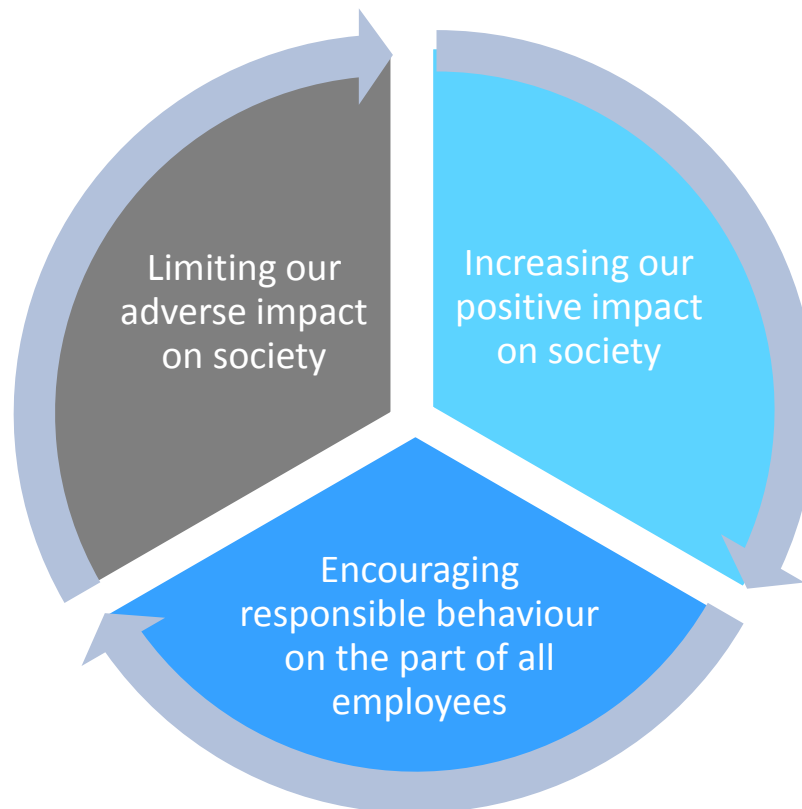 Limiting our
adverse impact
on society
Increasing our
positive impact
on society
Encouraging
responsible behaviour
on the part of all
employees